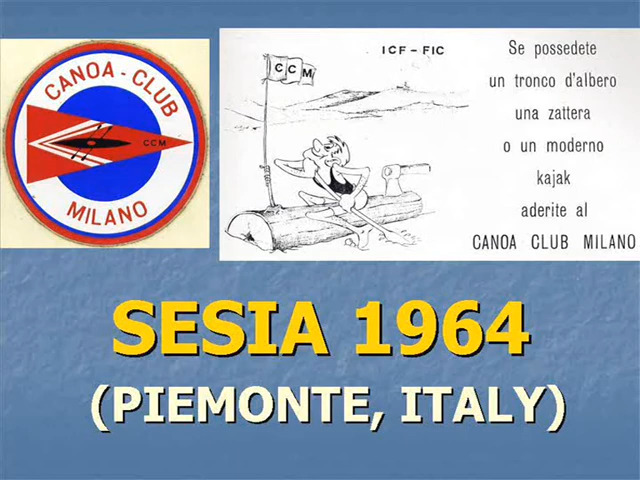 CANOA - CLUB
CCM
MILANO
ICF - FIC
CCM
Se possedete
un tronco d'albero
una zattera
o un moderno
kajak
aderite al
CANOA CLUB MILANO
SESIA 1964
(PIEMONTE, ITALY)